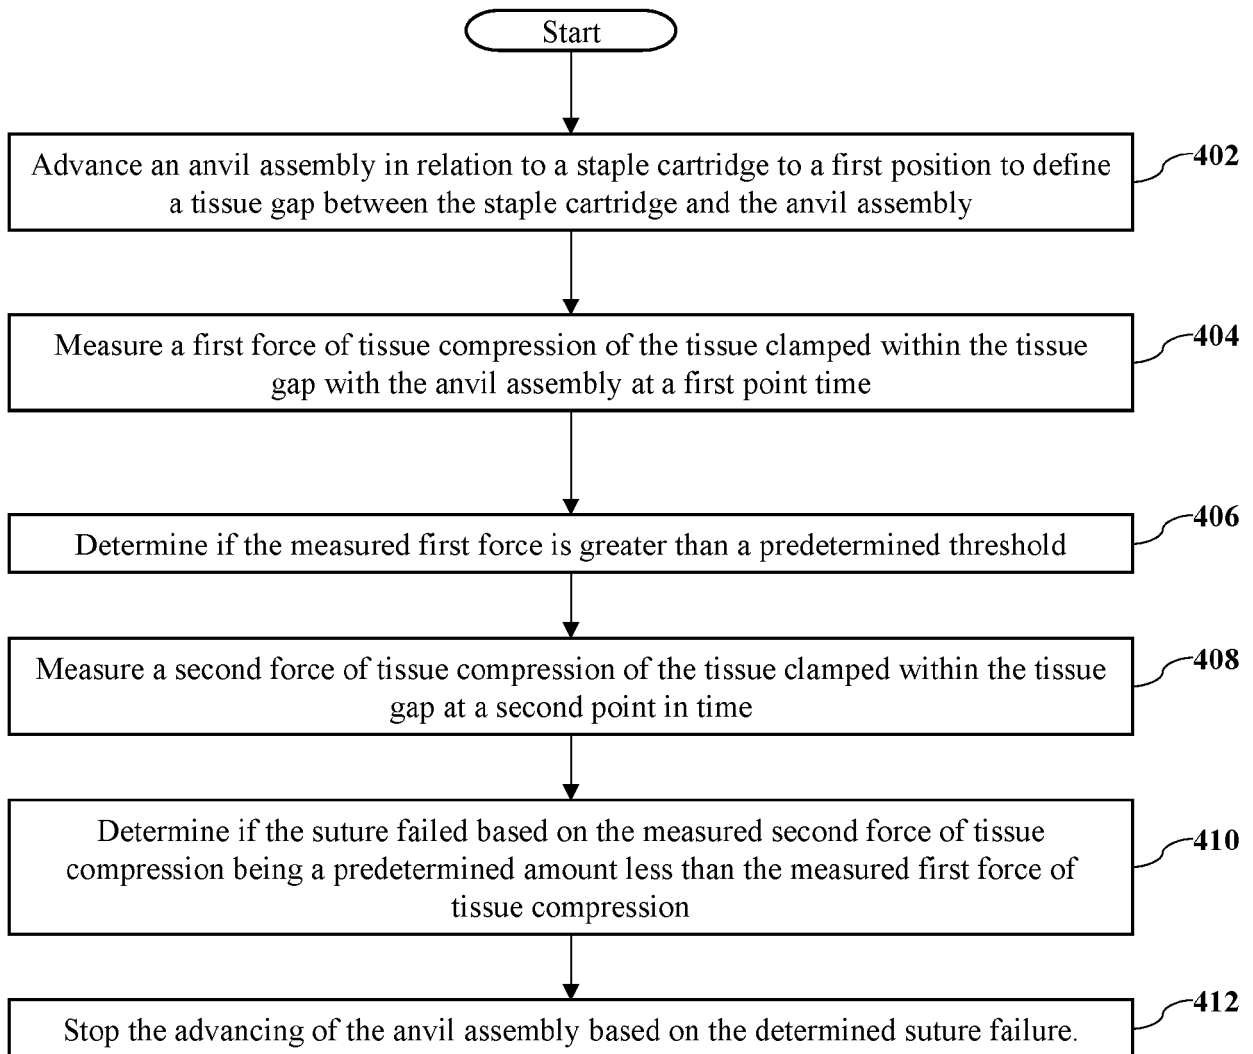 Start
Advance an anvil assembly in relation to a staple cartridge to a first position to define
a tissue gap between the staple cartridge and the anvil assembly
402
Measure a first force of tissue compression of the tissue clamped within the tissue
gap with the anvil assembly at a first point time
404
Determine if the measured first force is greater than a predetermined threshold
406
Measure a second force of tissue compression of the tissue clamped within the tissue
gap at a second point in time
408
Determine if the suture failed based on the measured second force of tissue
compression being a predetermined amount less than the measured first force of
tissue compression
410
Stop the advancing of the anvil assembly based on the determined suture failure.
412